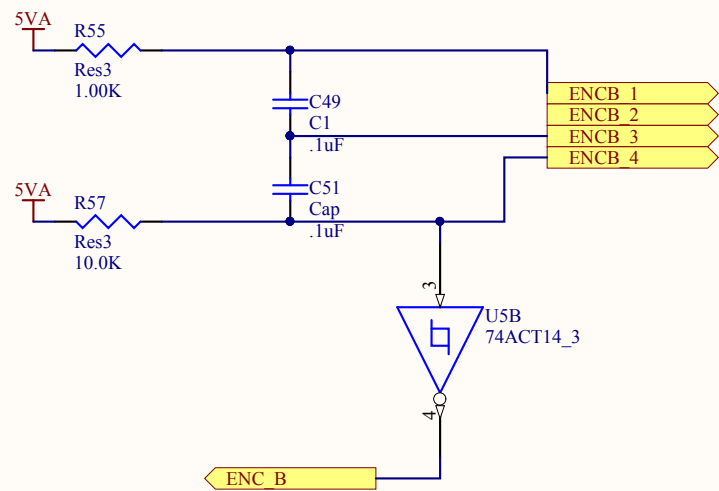 5VA
R55
Res3
1.00K
C49
C1
.1uF
ENCB_1
ENCB_2
ENCB_3
ENCB_4
5VA
R57
Res3
10.0K
C51
Cap
.1uF
3
U5B
74ACT14_3
4
ENC_B